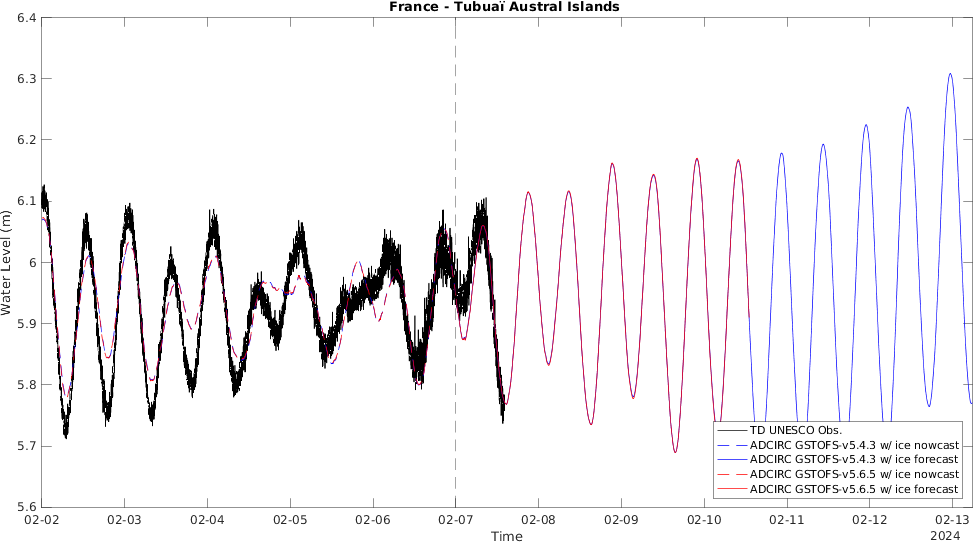 France - Tubuaï Austral Islands
6.4
6.3
6.2
6.1
6
5.9
5.8
5.7
5.6
Water Level (m)
TD UNESCO Obs.
ADCIRC GSTOFS-v5.4.3 w/ ice nowcast
ADCIRC GSTOFS-v5.4.3 w/ ice forecast
ADCIRC GSTOFS-v5.6.5 w/ ice nowcast
ADCIRC GSTOFS-v5.6.5 w/ ice forecast
02-02 02-03 02-04 02-05 02-06 02-07 02-08 02-09 02-10 02-11 02-12 02-13
2024
Time